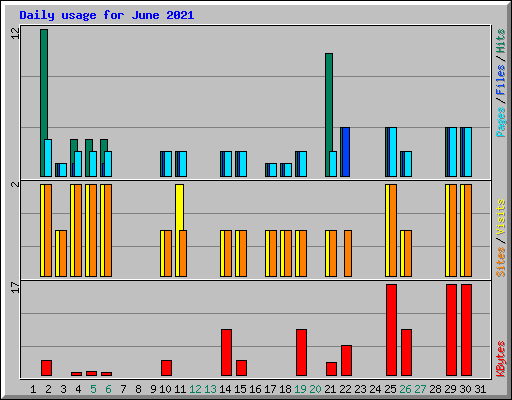 Daily usage for June 2021
12
Pages / Files / Hits
2
Sites / Visits
17
KBytes
1 2 3 4 5 6 7 8 9 10 11 12 13 14 15 16 17 18 19 20 21 22 23 24 25 26 27 28 29 30 31